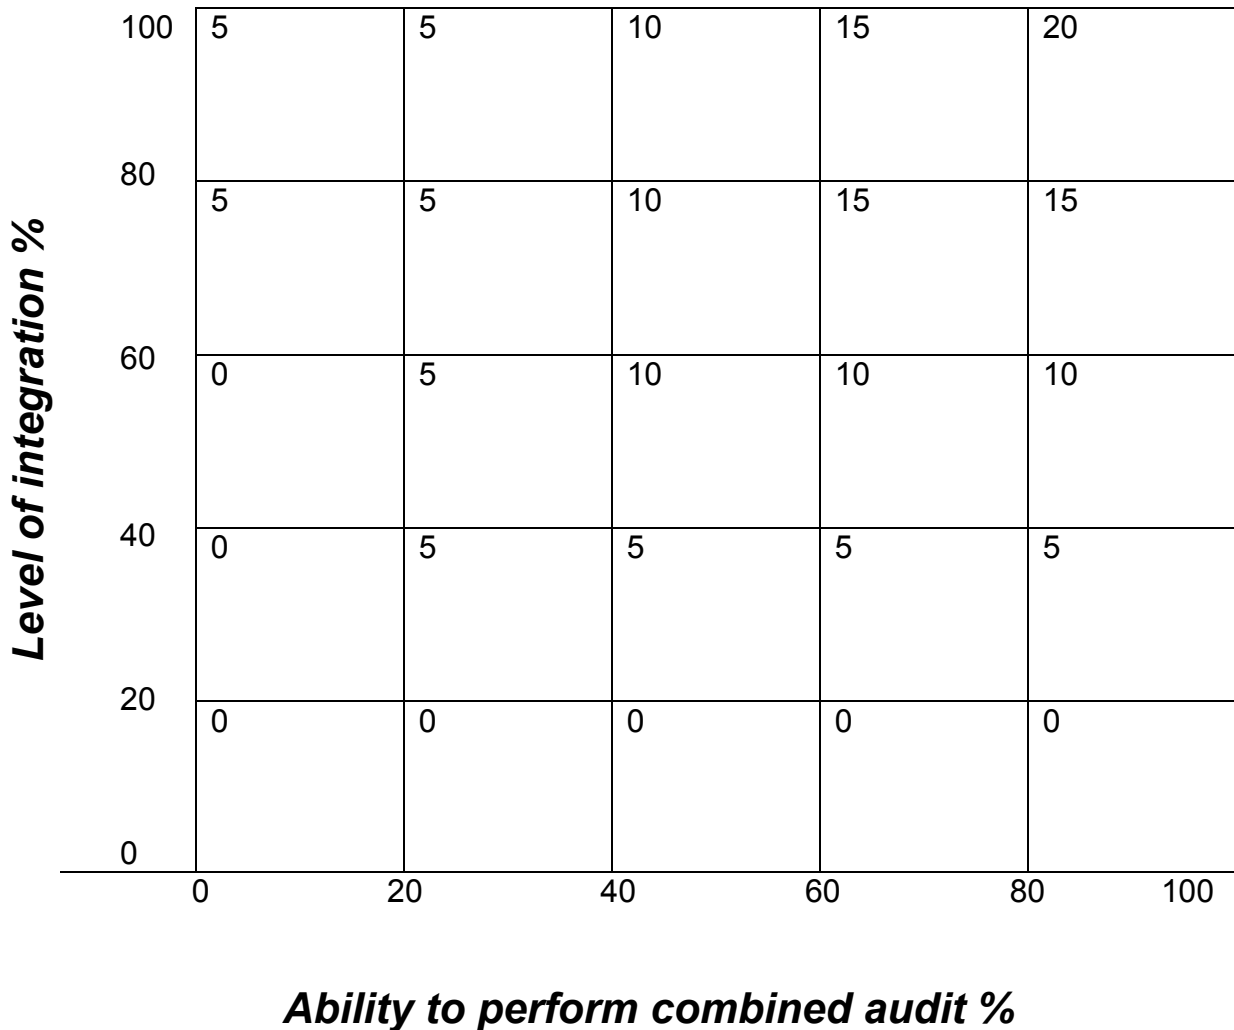 100 5 5 10 15 20
80
5 5 10 15 15
60
0 5 10 10 10
40
0 5 5 5 5
20
0 0 0 0 0
0
0 20 40 60 80 100
Level of integration %
Ability to perform combined audit %